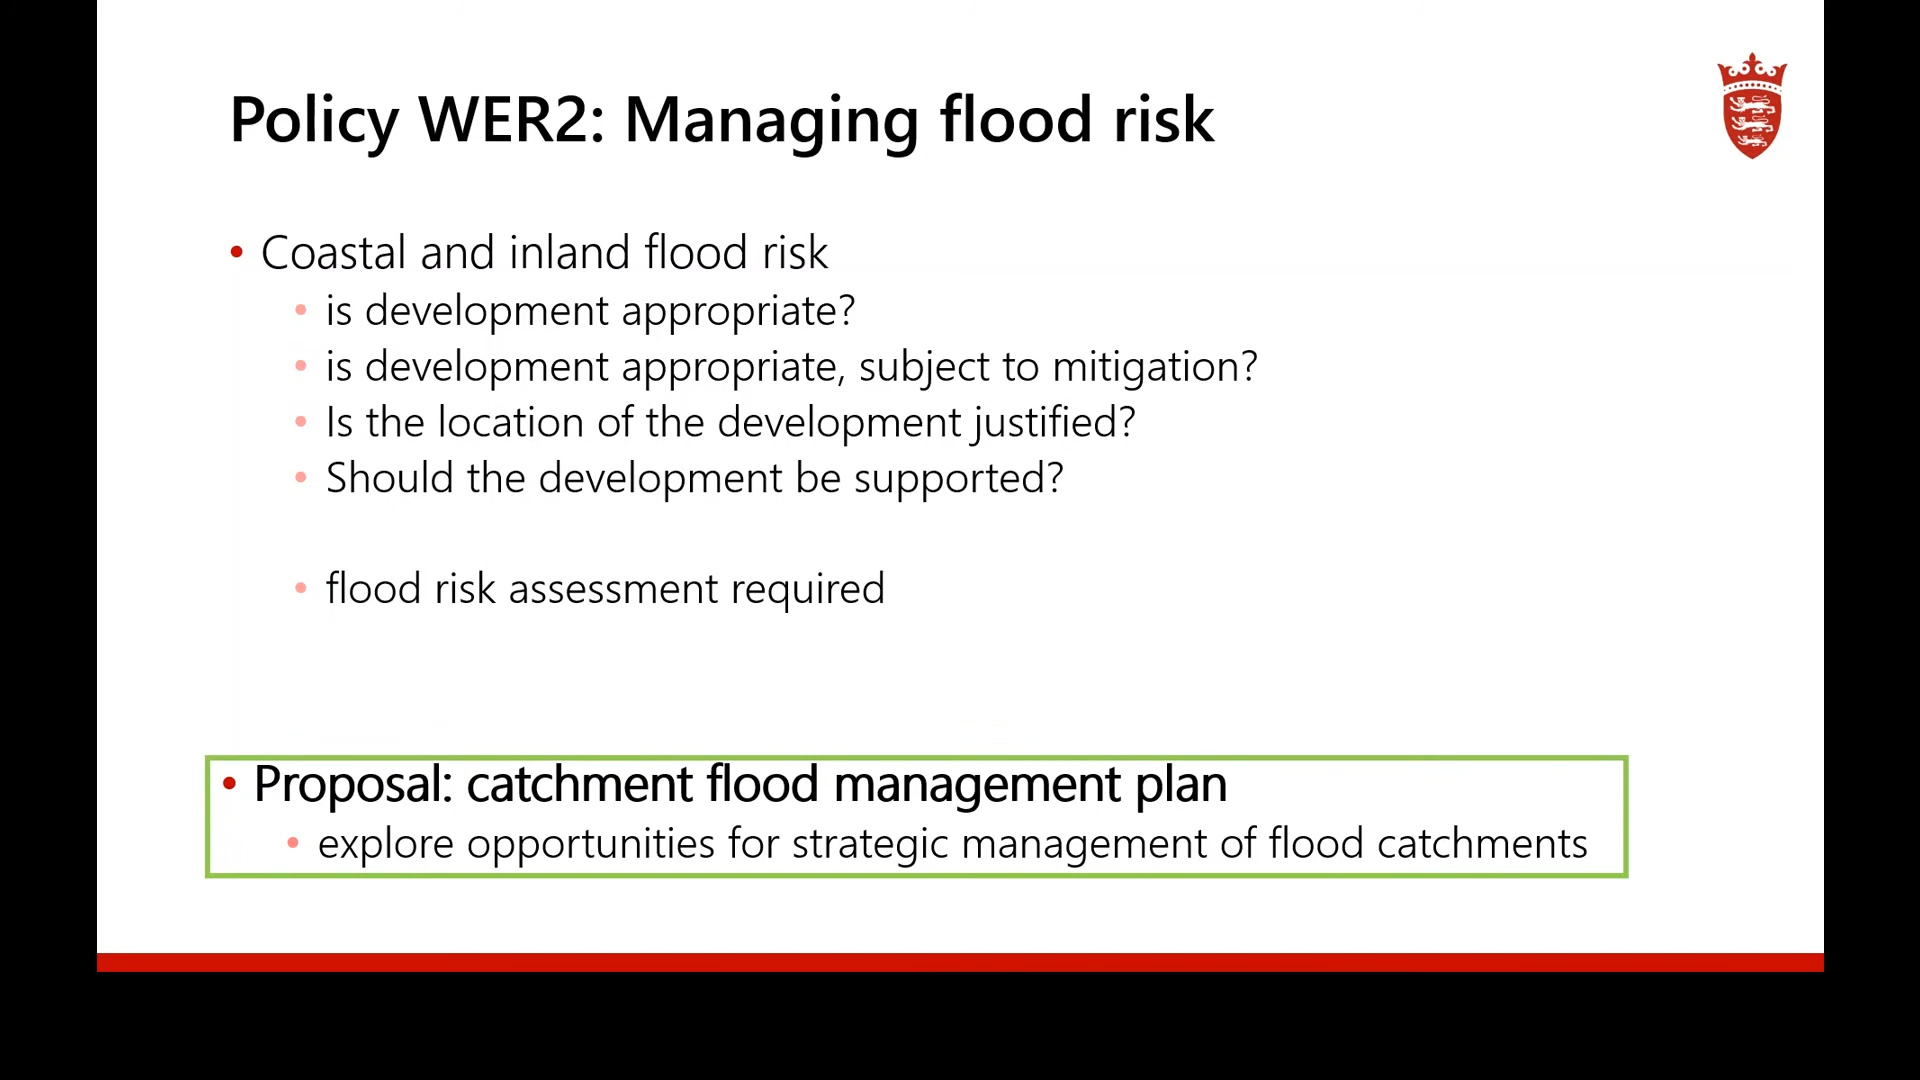 Policy WER2: Managing flood risk
• Coastal and inland flood risk
• is development appropriate?
• is development appropriate, subject to mitigation?
• Is the location of the development justified?
• Should the development be supported?
• flood risk assessment required
• Proposal: catchment flood management plan
• explore opportunities for strategic management of flood catchments